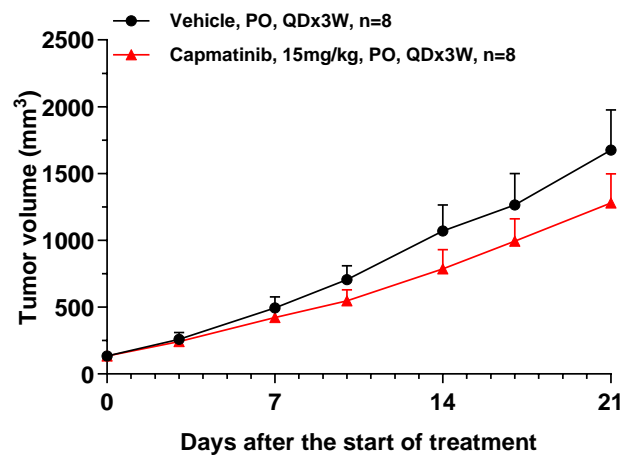 Vehicle, PO, QDx3W, n=8
Capmatinib, 15mg/kg, PO, QDx3W, n=8
2500
2000
1500
1000
500
0
Tumor volume (mm³)
0 7 14 21
Days after the start of treatment